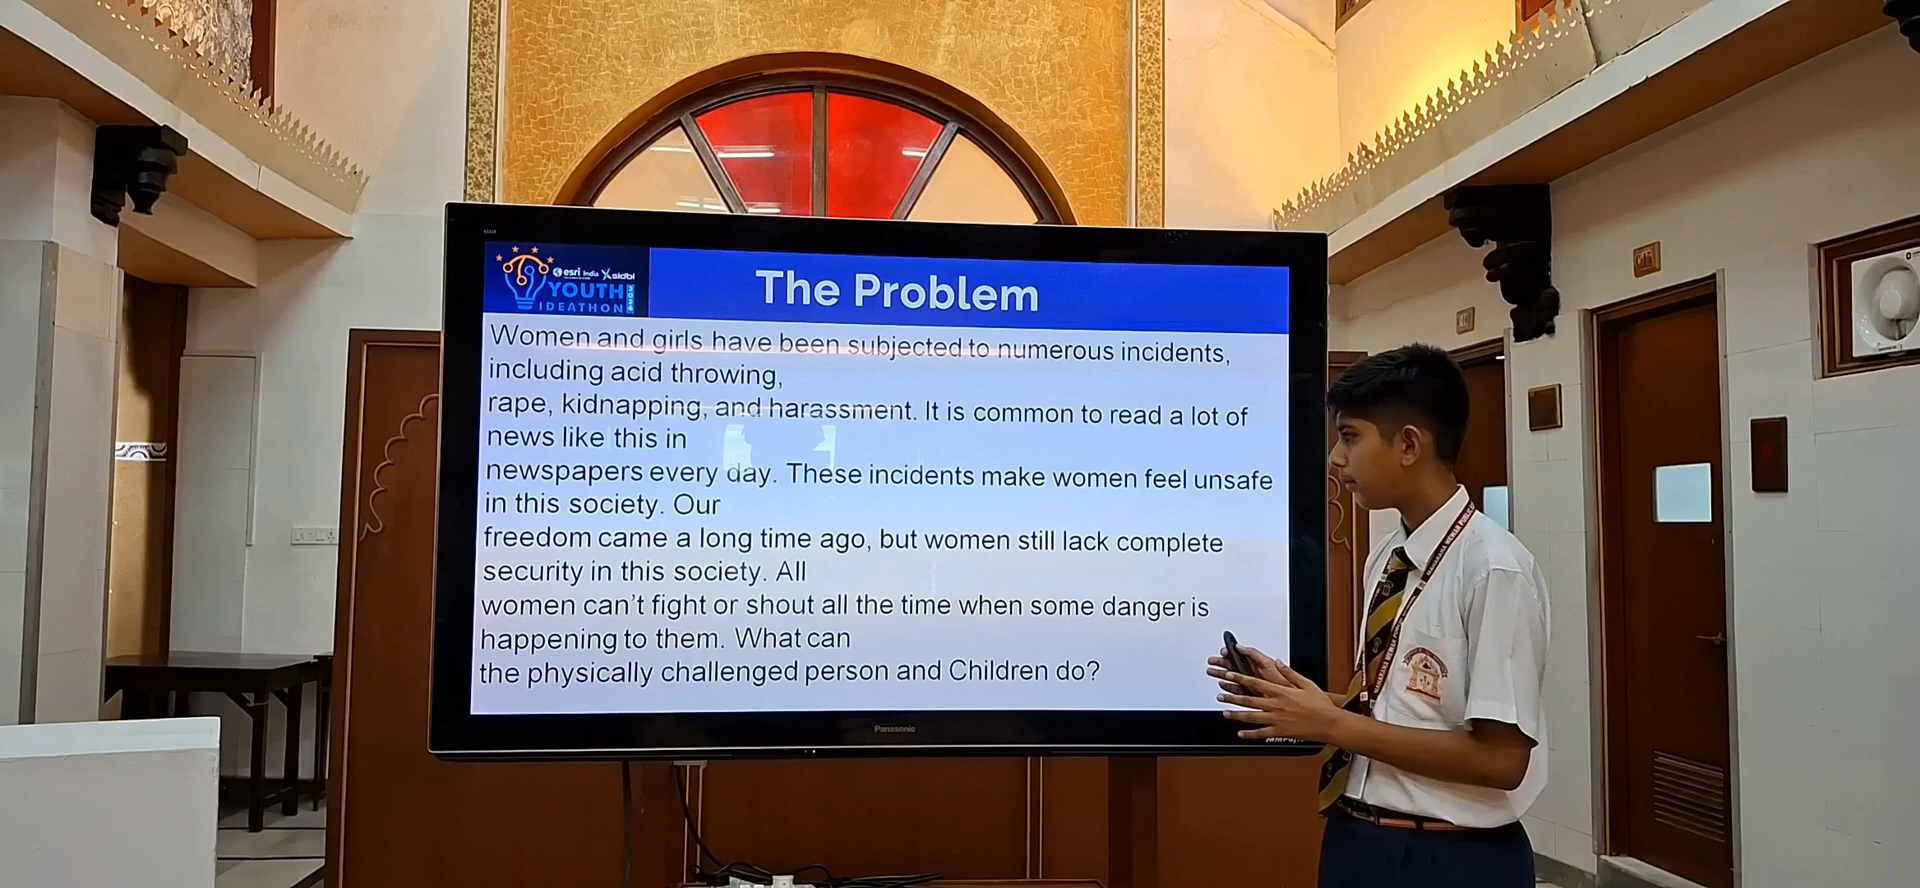 esri India sidbi
YOUTH
IDEATHON
The Problem
Women and girls have been subjected to numerous incidents,
including acid throwing,
rape, kidnapping, and harassment. It is common to read a lot of
news like this in
newspapers every day. These incidents make women feel unsafe
in this society. Our
freedom came a long time ago, but women still lack complete
security in this society. All
women can’t fight or shout all the time when some danger is
happening to them. What can
the physically challenged person and Children do?
Panasonic